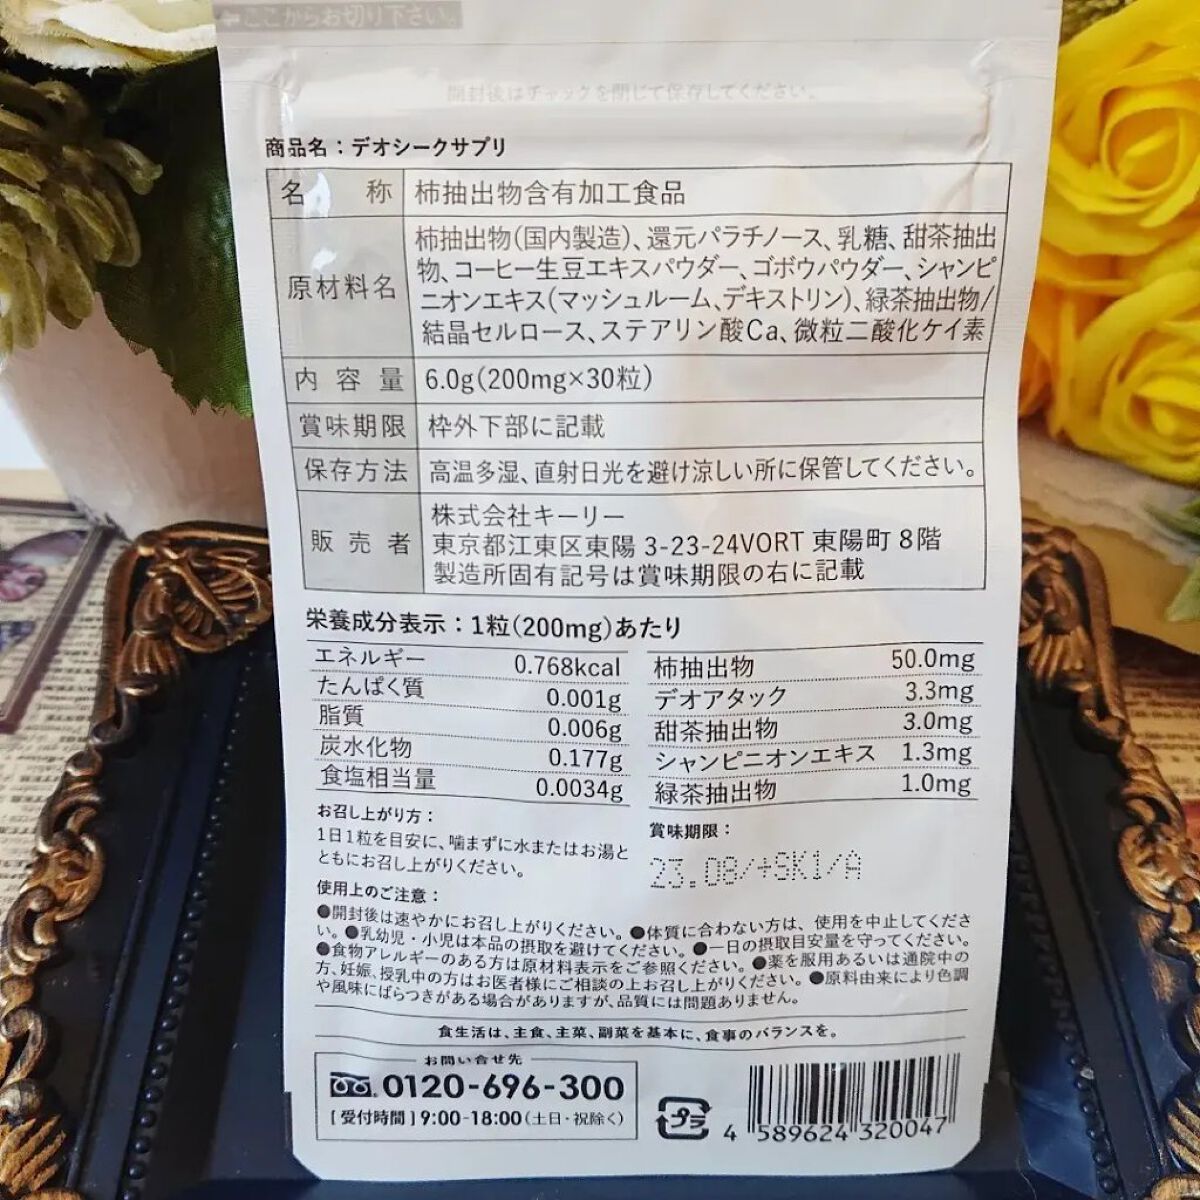 ここからお切り下さい。
開封後はチャックを閉じて保存してください。
商品名：デオシークサプリ
名 称 柿抽出物含有加工食品
原材料名 柿抽出物(国内製造)、還元パラチノース、乳糖、甜茶抽出
物、コーヒー生豆エキスパウダー、ゴボウパウダー、シャンピ
ニオンエキス(マッシュルーム、デキストリン)、緑茶抽出物/
結晶セルロース、ステアリン酸Ca、微粒二酸化ケイ素
内 容 量 6.0g(200mg×30粒)
賞味期限 枠外下部に記載
保存方法 高温多湿、直射日光を避け涼しい所に保管してください。
販 売 者 株式会社キーリー
東京都江東区東陽 3-23-24VORT 東陽町 8階
製造所固有記号は賞味期限の右に記載
栄養成分表示：1粒(200mg)あたり
エネルギー 0.768kcal
たんぱく質 0.001g
脂質 0.006g
炭水化物 0.177g
食塩相当量 0.0034g
柿抽出物 50.0mg
デオアタック 3.3mg
甜茶抽出物 3.0mg
シャンピニオンエキス 1.3mg
緑茶抽出物 1.0mg
お召し上がり方：
1日1粒を目安に、噛まずに水またはお湯と
ともにお召し上がりください。
賞味期限：
23.08/+SK1/A
使用上のご注意：
●開封後は速やかにお召し上がりください。●体質に合わない方は、使用を中止してくださ
い。●乳幼児・小児は本品の摂取を避けてください。●一日の摂取目安量を守ってください。
●食物アレルギーのある方は原材料表示をご参照ください。●薬を服用あるいは通院中の
方、妊娠、授乳中の方はお医者様にご相談の上お召し上がりください。●原料由来により色調
や風味にばらつきがある場合がありますが、品質には問題ありません。
食生活は、主食、主菜、副菜を基本に、食事のバランスを。
お問い合せ先
0120-696-300
[受付時間] 9:00-18:00(土日・祝除く)
プラ
4 589624 320047